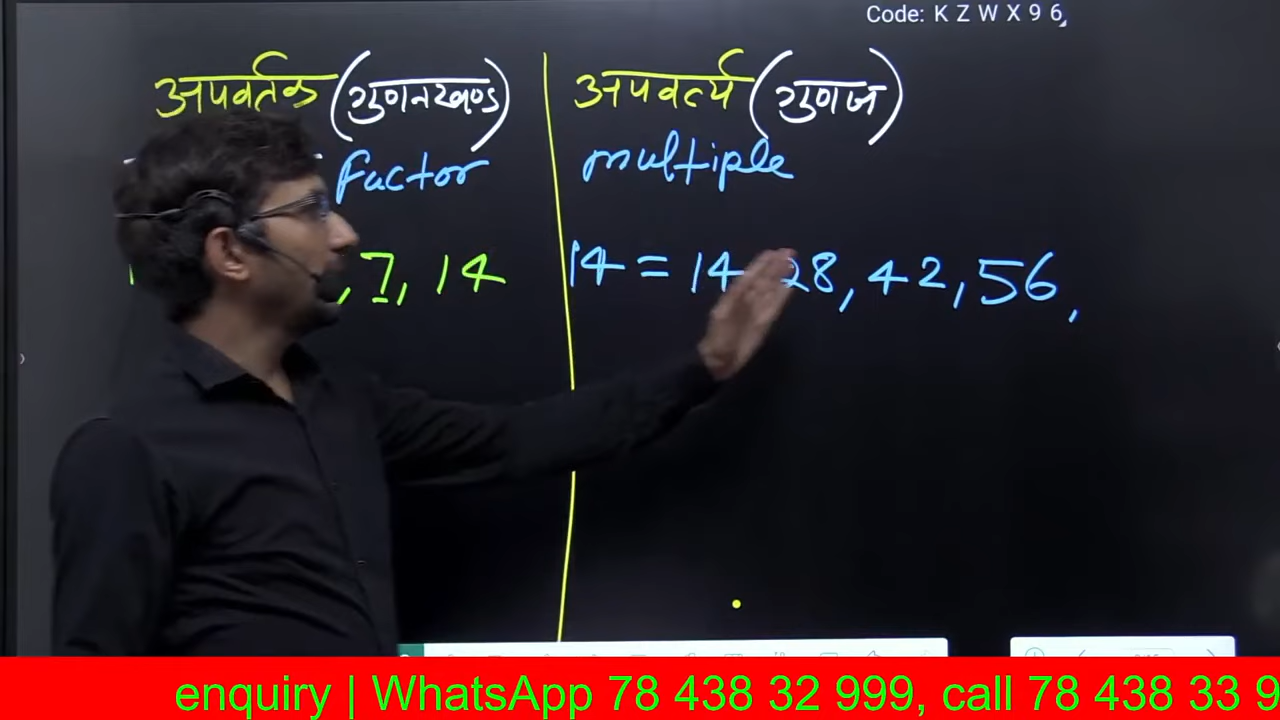 Code: K Z W X 9 6
अपवर्तक (गुणनखण्ड)
अपवर्त्य (गुणज)
Factor
multiple
, 7, 14
14 = 14 28, 42, 56,
enquiry | WhatsApp 78 438 32 999, call 78 438 33 9